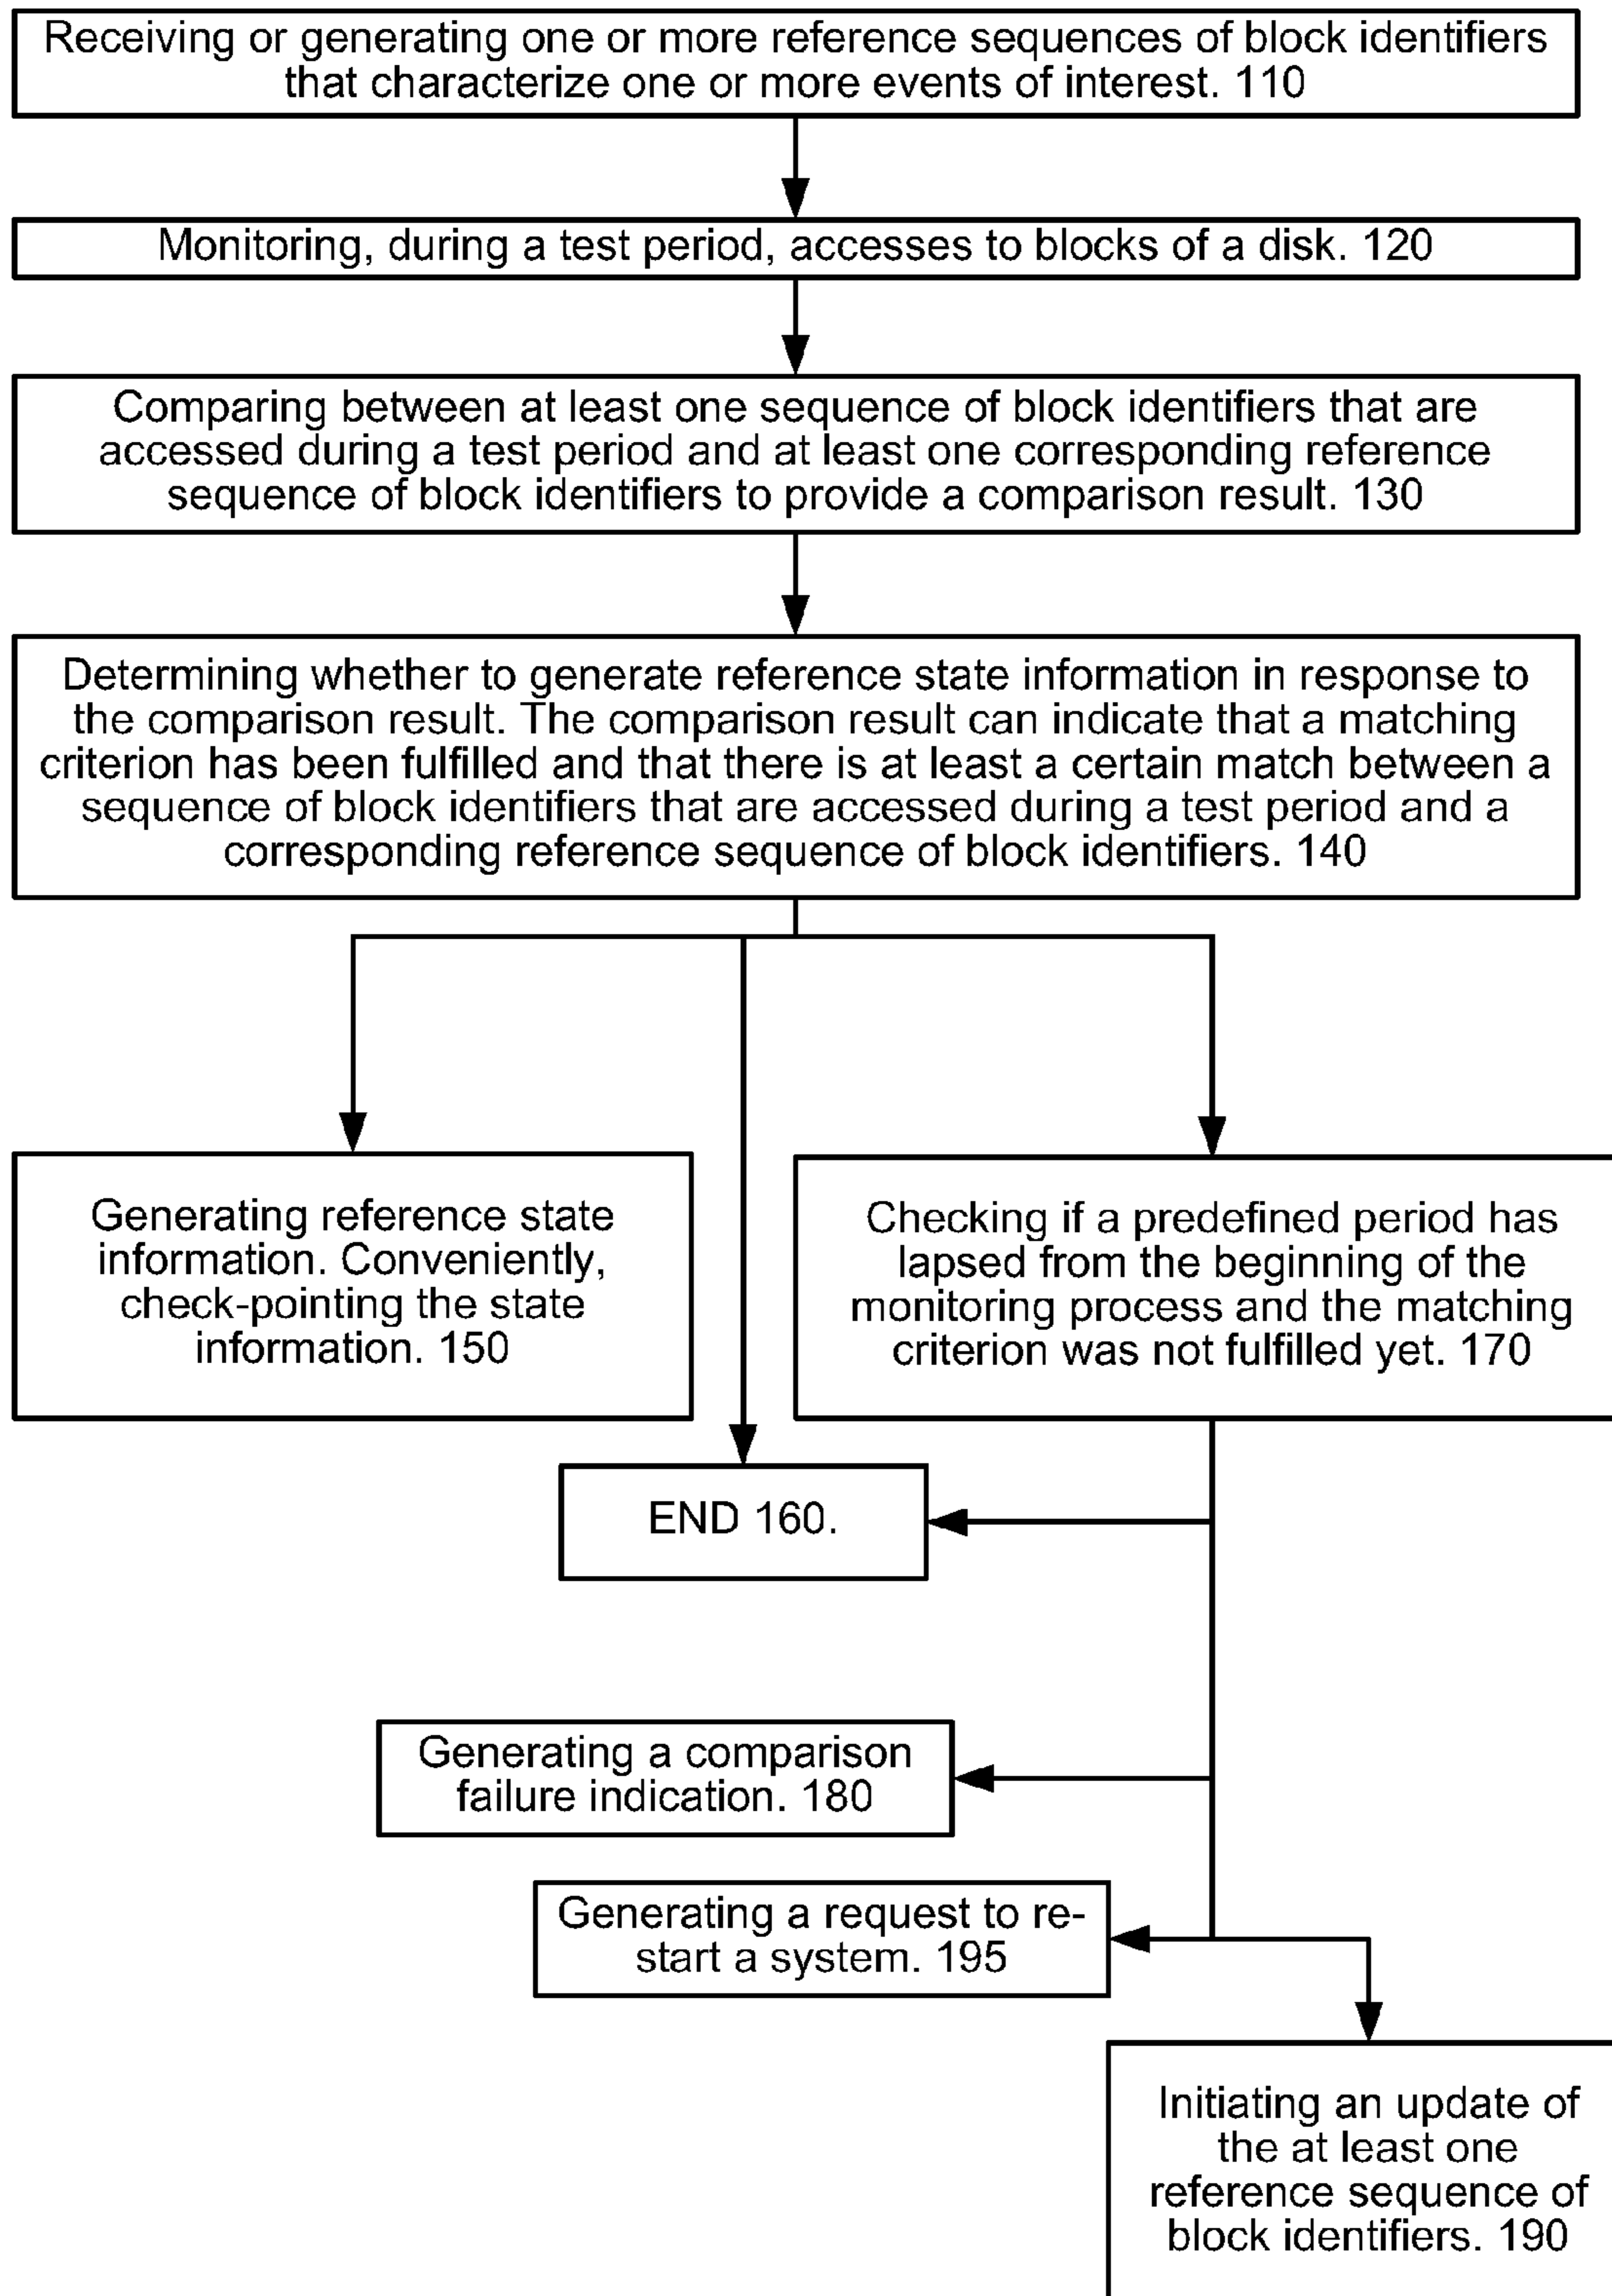 Receiving or generating one or more reference sequences of block identifiers
that characterize one or more events of interest. 110
Monitoring, during a test period, accesses to blocks of a disk. 120
Comparing between at least one sequence of block identifiers that are
accessed during a test period and at least one corresponding reference
sequence of block identifiers to provide a comparison result. 130
Determining whether to generate reference state information in response to
the comparison result. The comparison result can indicate that a matching
criterion has been fulfilled and that there is at least a certain match between a
sequence of block identifiers that are accessed during a test period and a
corresponding reference sequence of block identifiers. 140
Generating reference state
information. Conveniently,
check-pointing the state
information. 150
Checking if a predefined period has
lapsed from the beginning of the
monitoring process and the matching
criterion was not fulfilled yet. 170
END 160.
Generating a comparison
failure indication. 180
Generating a request to re-
start a system. 195
Initiating an update of
the at least one
reference sequence of
block identifiers. 190